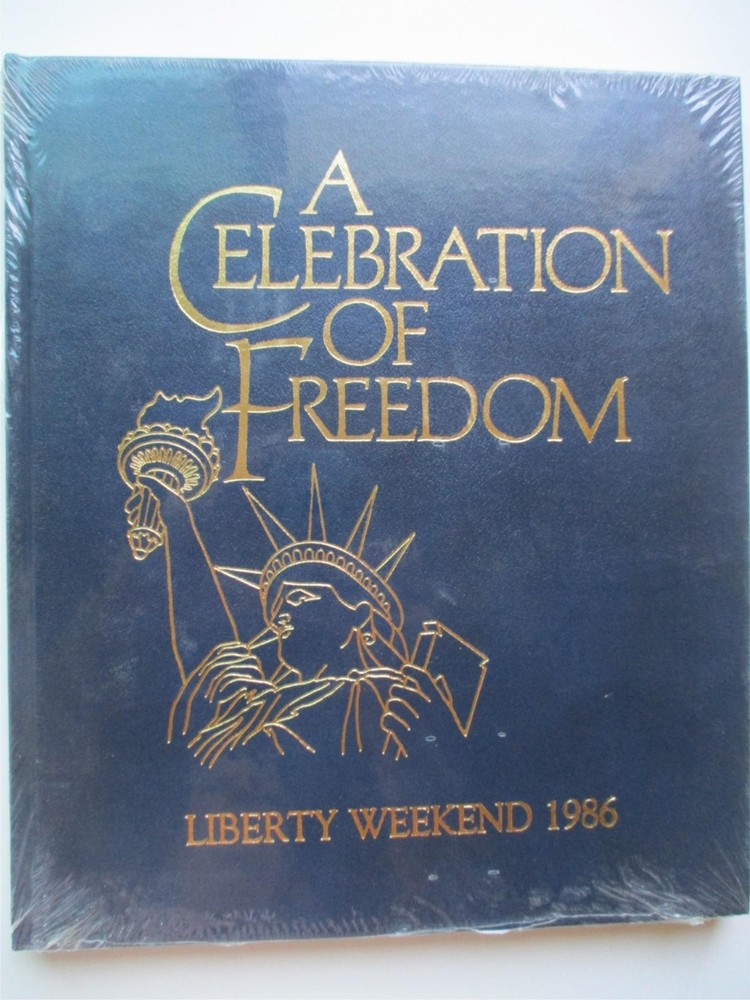 A
CELEBRATION
OF
FREEDOM
LIBERTY WEEKEND 1986